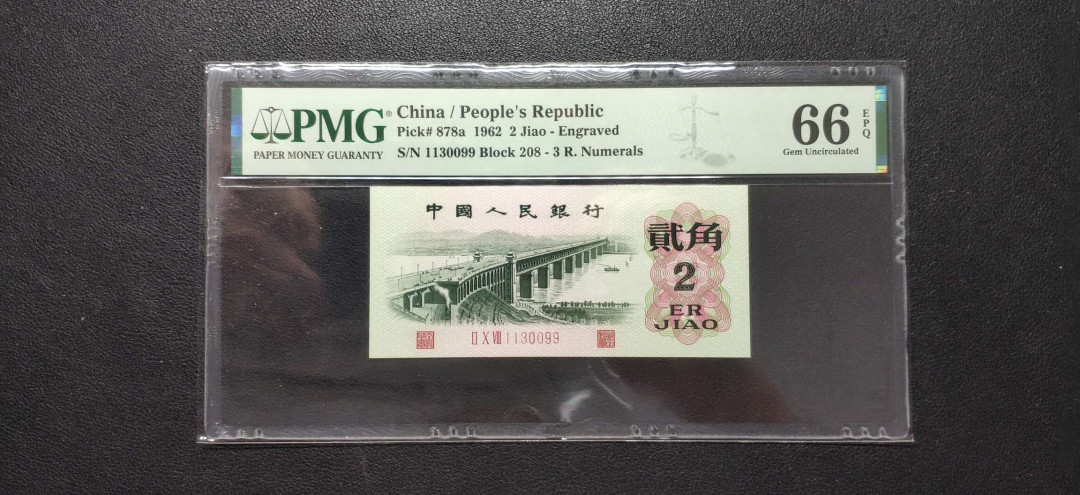 PMG
PAPER MONEY GUARANTY
China / People's Republic
Pick# 878a 1962 2 Jiao - Engraved
S/N 1130099 Block 208 - 3 R. Numerals
66
EPQ
Gem Uncirculated
中國人民銀行
貳角
2
ER
JIAO
ⅡⅩⅧ1130099